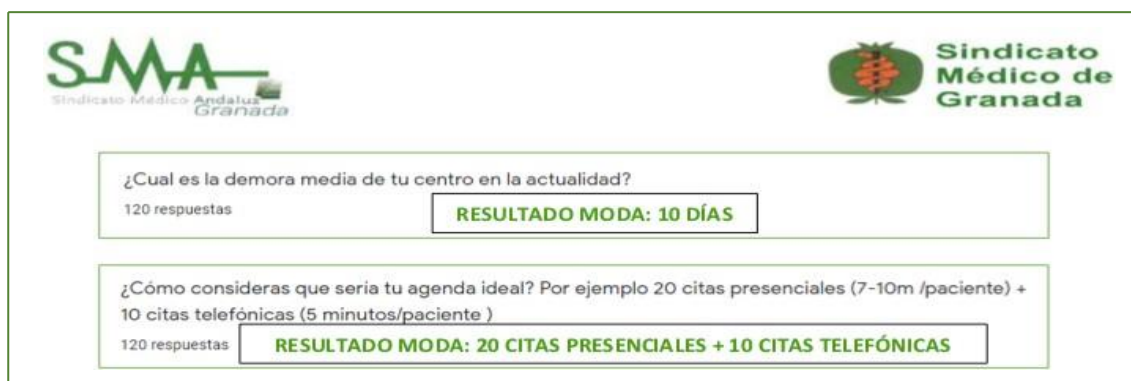 SMA
Sindicato Médico Andaluz
Granada
Sindicato
Médico de
Granada
¿Cual es la demora media de tu centro en la actualidad?
120 respuestas
RESULTADO MODA: 10 DÍAS
¿Cómo consideras que sería tu agenda ideal? Por ejemplo 20 citas presenciales (7-10m /paciente) +
10 citas telefónicas (5 minutos/paciente )
120 respuestas
RESULTADO MODA: 20 CITAS PRESENCIALES + 10 CITAS TELEFÓNICAS